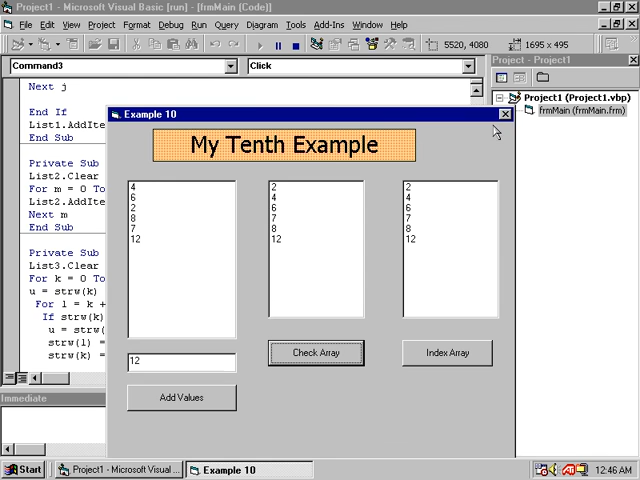 Project1 - Microsoft Visual Basic [run] - [frmMain (Code)]
File Edit View Project Format Debug Run Query Diagram Tools Add-Ins Window Help
5520, 4080 1695 x 495
Command3 Click
Next j
End If
List1.AddIte
End Sub
Private Sub
List2.Clear
For m = 0 To
List2.AddIte
Next m
End Sub
Private Sub
List3.Clear
For k = 0 To
u = strw(k)
For l = k +
If strw(k)
u = strw(
strw(l) =
strw(k) =
Immediate
Project - Project1
Project1 (Project1.vbp)
frmMain (frmMain.frm)
Example 10
My Tenth Example
4
6
2
8
7
12
2
4
6
7
8
12
2
4
6
7
8
12
12
Check Array
Index Array
Add Values
Start
Project1 - Microsoft Visual ...
Example 10
ATI
12:46 AM